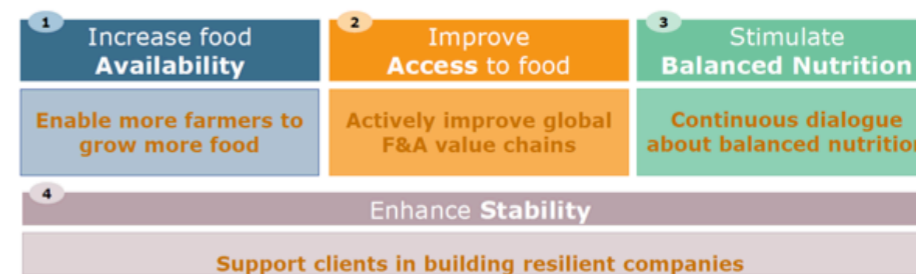 1
Increase food
Availability
Enable more farmers to
grow more food
2
Improve
Access to food
Actively improve global
F&A value chains
3
Stimulate
Balanced Nutrition
Continuous dialogue
about balanced nutrition
4
Enhance Stability
Support clients in building resilient companies